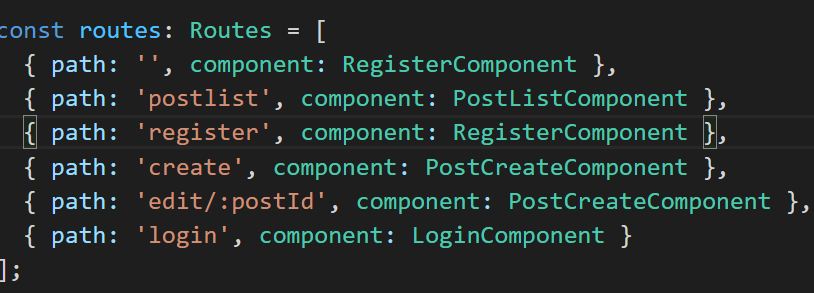 const routes: Routes = [
{ path: '', component: RegisterComponent },
{ path: 'postlist', component: PostListComponent },
{ path: 'register', component: RegisterComponent },
{ path: 'create', component: PostCreateComponent },
{ path: 'edit/:postId', component: PostCreateComponent },
{ path: 'login', component: LoginComponent }
];